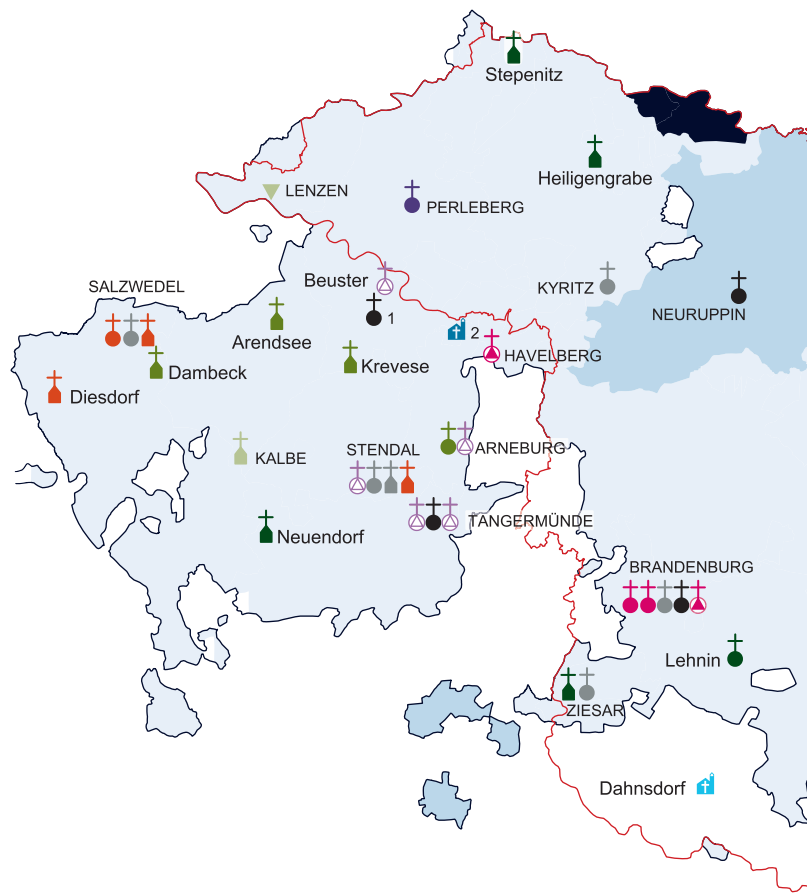 Stepenitz
Heiligengrabe
LENZEN
PERLEBERG
Beuster
SALZWEDEL
KYRITZ
NEURUPPIN
1
2
Arendsee
HAVELBERG
Dambeck
Krevese
Diesdorf
STENDAL
ARNEBURG
KALBE
TANGERMÜNDE
Neuendorf
BRANDENBURG
Lehnin
ZIESAR
Dahnsdorf